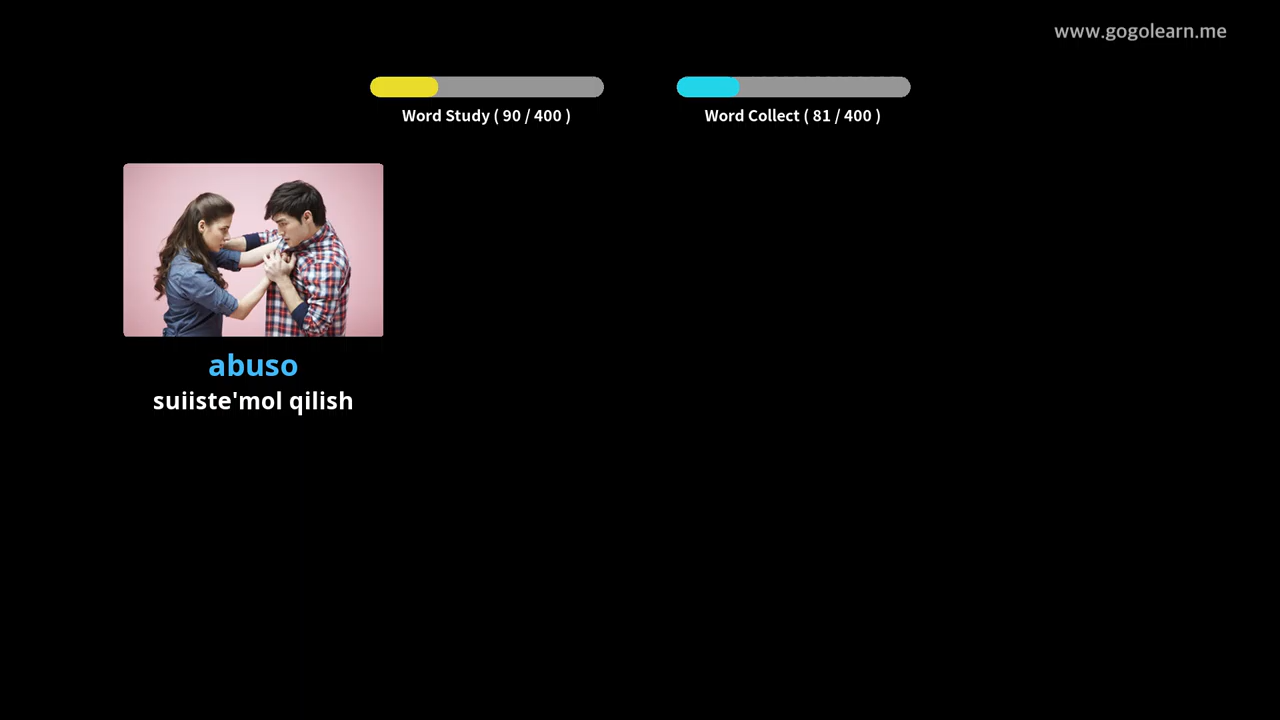 www.gogolearn.me
Word Study ( 90 / 400 )
Word Collect ( 81 / 400 )
abuso
suiiste'mol qilish